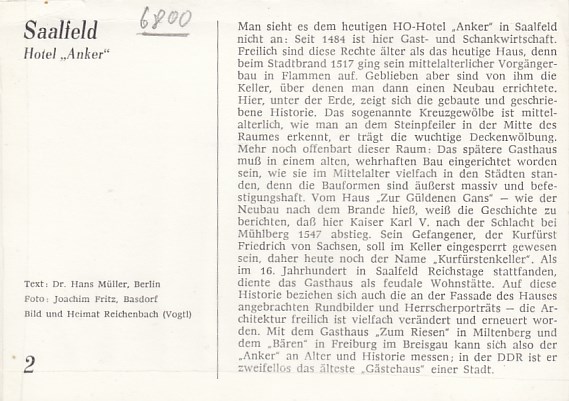 Saalfeld
6800
Hotel „Anker"
Text: Dr. Hans Müller, Berlin
Foto: Joachim Fritz, Basdorf
Bild und Heimat Reichenbach (Vogtl)
2
Man sieht es dem heutigen HO-Hotel „Anker" in Saalfeld
nicht an: Seit 1484 ist hier Gast- und Schankwirtschaft.
Freilich sind diese Rechte älter als das heutige Haus, denn
beim Stadtbrand 1517 ging sein mittelalterlicher Vorgänger-
bau in Flammen auf. Geblieben aber sind von ihm die
Keller, über denen man dann einen Neubau errichtete.
Hier, unter der Erde, zeigt sich die gebaute und geschrie-
bene Historie. Das sogenannte Kreuzgewölbe ist mittel-
alterlich, wie man an dem Steinpfeiler in der Mitte des
Raumes erkennt, er trägt die wuchtige Deckenwölbung.
Mehr noch offenbart dieser Raum: Das spätere Gasthaus
muß in einem alten, wehrhaften Bau eingerichtet worden
sein, wie sie im Mittelalter vielfach in den Städten stan-
den, denn die Bauformen sind äußerst massiv und befe-
stigungshaft. Vom Haus „Zur Güldenen Gans" – wie der
Neubau nach dem Brande hieß, weiß die Geschichte zu
berichten, daß hier Kaiser Karl V. nach der Schlacht bei
Mühlberg 1547 abstieg. Sein Gefangener, der Kurfürst
Friedrich von Sachsen, soll im Keller eingesperrt gewesen
sein, daher heute noch der Name "Kurfürstenkeller". Als
im 16. Jahrhundert in Saalfeld Reichstage stattfanden,
diente das Gasthaus als feudale Wohnstätte. Auf diese
Historie beziehen sich auch die an der Fassade des Hauses
angebrachten Rundbilder und Herrscherporträts – die Ar-
chitektur freilich ist vielfach verändert und erneuert wor-
den. Mit dem Gasthaus „Zum Riesen" in Miltenberg und
dem „Bären" in Freiburg im Breisgau kann sich also der
„Anker" an Alter und Historie messen; in der DDR ist er
zweifellos das älteste „Gästehaus" einer Stadt.